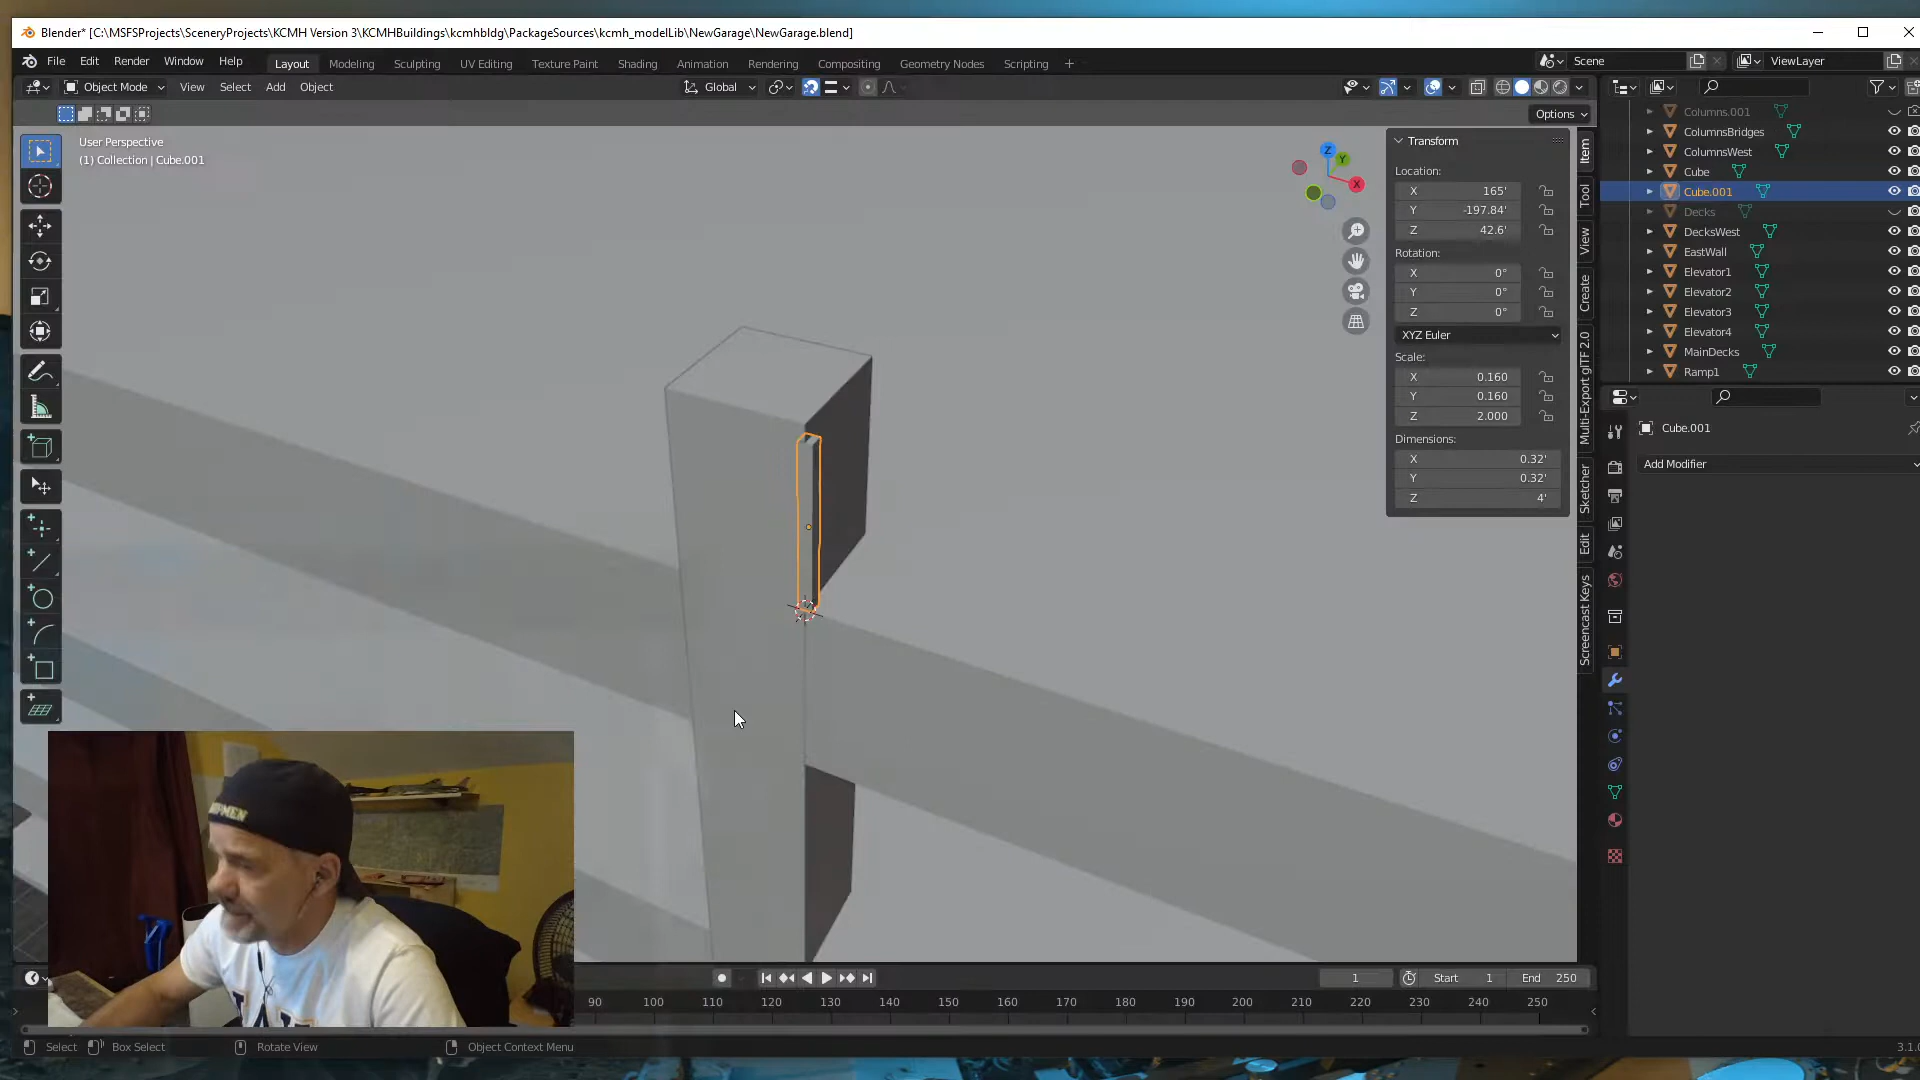 Blender* [C:\MSFSProjects\SceneryProjects\KCMH Version 3\KCMHBuildings\kcmhbldg\PackageSources\kcmh_modelLib\NewGarage\NewGarage.blend]
File Edit Render Window Help Layout Modeling Sculpting UV Editing Texture Paint Shading Animation Rendering Compositing Geometry Nodes Scripting Scene ViewLayer
Object Mode View Select Add Object Global
Options
User Perspective
(1) Collection | Cube.001
Z
Y
X
Transform
Location:
X 165'
Y -197.84'
Z 42.6'
Rotation:
X 0°
Y 0°
Z 0°
XYZ Euler
Scale:
X 0.160
Y 0.160
Z 2.000
Dimensions:
X 0.32'
Y 0.32'
Z 4'
Item
Tool
View
Create
Multi-Export glTF 2.0
Sketcher
Edit
Screencast Keys
Columns.001
ColumnsBridges
ColumnsWest
Cube
Cube.001
Decks
DecksWest
EastWall
Elevator1
Elevator2
Elevator3
Elevator4
MainDecks
Ramp1
Cube.001
Add Modifier
1 Start 1 End 250
90 100 110 120 130 140 150 160 170 180 190 200 210 220 230 240 250
Select Box Select Rotate View Object Context Menu